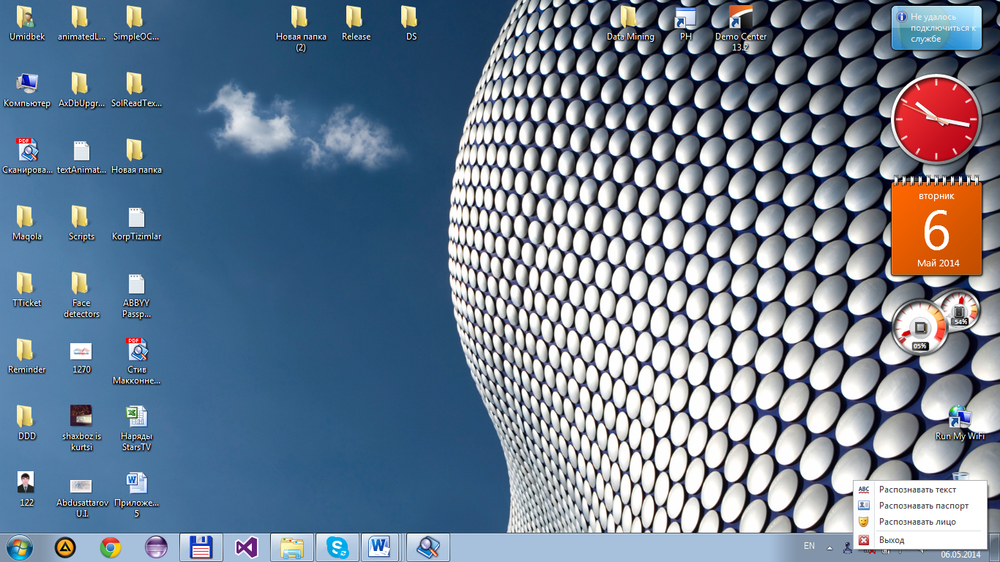 Umidbek
animatedL...
SimpleOC...
Новая папка
(2)
Release
DS
Data Mining
PH
Demo Center
13.2
Не удалось
подключиться к
службе
Компьютер
AxDbUpgr...
SolReadTex...
PDF
Сканирова...
textAnimat...
Новая папка
Maqola
Scripts
KorpTizimlar
вторник
6
Май 2014
TTicket
Face
detectors
ABBYY
Passp...
54%
05%
Reminder
1270
PDF
Стив
Макконне...
DDD
shaxboz is
kurtsi
Наряды
StarsTV
Run My WiFi
122
Abdusattarov
U.I.
Приложе...
5
ABC Распознавать текст
Распознавать паспорт
Распознавать лицо
Выход
EN
06.05.2014